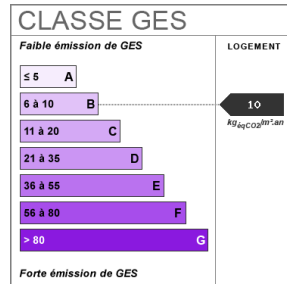 CLASSE GES
Faible émission de GES
LOGEMENT
≤ 5 A
6 à 10 B
10
kgéqCO2/m².an
11 à 20 C
21 à 35 D
36 à 55 E
56 à 80 F
> 80 G
Forte émission de GES